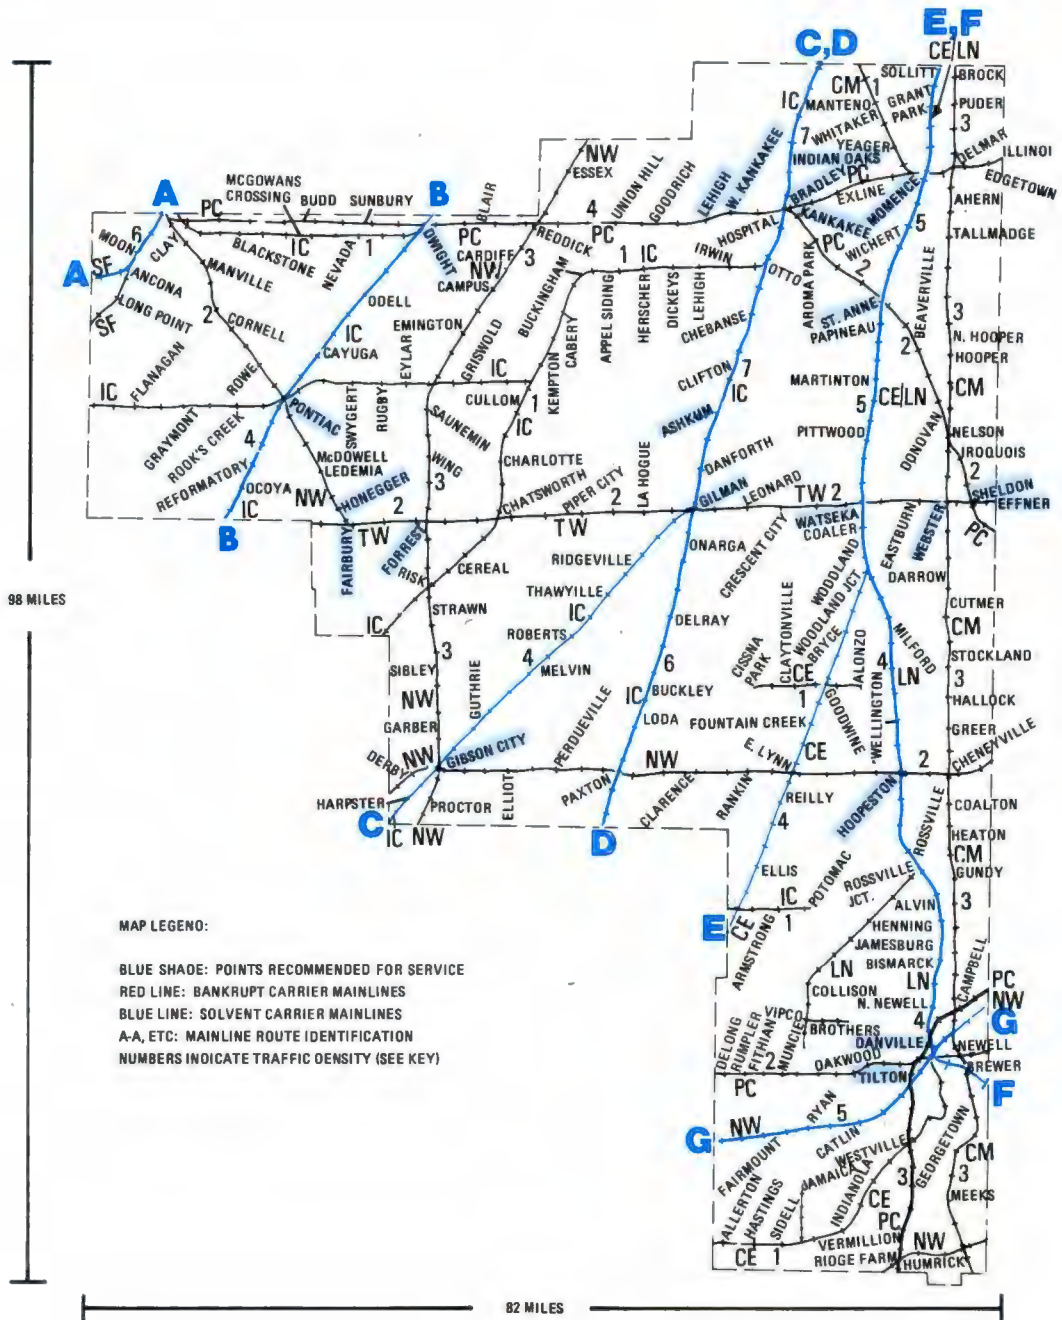 E,F
C,D
CE/LN
SOLLITT
BROCK
CM 1
IC
MANTENO
GRANT
PARK
PUDER
3
WHITAKER
7
YEAGER
DELMAR
ILLINOI
NW
ESSEX
LEHIGH
W. KANKAKEE
INDIAN OAKS
BRADLEY
PC
EXLINE
MOMENCE
EDGETOWN
MCGOWANS
CROSSING
BUDD
SUNBURY
A
B
PC
BLAIR
4
UNION HILL
GOODRICH
KANKAKEE
AHERN
6
MOON
CLAY
BLACKSTONE
IC
NEVADA
1
DWIGHT
PC
CARDIFF
NW
CAMPUS
REDDICK
3
PC
1 IC
HOSPITAL
IRWIN
OTTO
PC
WICHERT
5
TALLMADGE
A
SF
ANCONA
MANVILLE
ODELL
BUCKINGHAM
CABERY
APPEL SIDING
HERSCHER
DICKEYS
LEHIGH
AROMA PARK
2
BEAVERVILLE
SF
LONG POINT
2
CORNELL
IC
CAYUGA
EMINGTON
EYLAR
GRISWOLD
CHEBANSE
ST. ANNE
PAPINEAU
3
N. HOOPER
HOOPER
2
IC
FLANAGAN
ROWE
IC
CULLOM
KEMPTON
1
IC
CLIFTON
7
IC
MARTINTON
CE/LN
5
CM
GRAYMONT
ROOK'S CREEK
4
REFORMATORY
PONTIAC
SWYGERT
RUGBY
SAUNEMIN
ASHKUM
PITTWOOD
DONOVAN
NELSON
IROQUOIS
2
McDOWELL
LEDEMIA
WING
3
CHARLOTTE
LA HOGUE
DANFORTH
OCOYA
IC
B
NW
HONEGGER
2
TW
CHATSWORTH
PIPER CITY
2
TW
GILMAN
LEONARD
TW 2
SHELDON
EFFNER
PC
FAIRBURY
FORREST
RISK
CEREAL
RIDGEVILLE
ONARGA
CRESCENT CITY
WATSEKA
COALER
EASTBURN
WEBSTER
98 MILES
DARROW
IC
STRAWN
THAWYILLE
IC
ROBERTS
4
MELVIN
DELRAY
WOODLAND
WOODLAND JCT.
CUTMER
CM
3
SIBLEY
NW
GUTHRIE
6
IC
BUCKLEY
CISSNA
PARK
CLAYTONVILLE
BRYCE
CE
1
ALONZO
4
LN
MILFORD
STOCKLAND
3
HALLOCK
GARBER
PERDUEVILLE
LODA
FOUNTAIN CREEK
GOODWINE
WELLINGTON
GREER
DERBY
NW
GIBSON CITY
NW
E. LYNN
CE
2
CHENEYVILLE
HARPSTER
C
IC
NW
PROCTOR
ELLIOT
PAXTON
D
CLARENCE
RANKIN
REILLY
4
HOOPESTON
COALTON
ROSSVILLE
HEATON
CM
GUNDY
ELLIS
IC
POTOMAC
ROSSVILLE
JCT.
3
E
CE
ARMSTRONG
1
ALVIN
HENNING
JAMESBURG
BISMARCK
MAP LEGENO:
BLUE SHADE: POINTS RECOMMENDED FOR SERVICE
RED LINE: BANKRUPT CARRIER MAINLINES
BLUE LINE: SOLVENT CARRIER MAINLINES
A-A, ETC: MAINLINE ROUTE IDENTIFICATION
NUMBERS INDICATE TRAFFIC DENSITY (SEE KEY)
LN
COLLISON
LN
N. NEWELL
CAMPBELL
PC
NW
G
VIPCO
BROTHERS
4
DANVILLE
NEWELL
DELONG
RUMPLER
FITHIAN
2
MUNCIE
OAKWOOD
BREWER
PC
TILTON
F
G
NW
RYAN
5
CATLIN
WESTVILLE
GEORGETOWN
CM
3
FAIRMOUNT
JAMAICA
3
ALLERTON
HASTINGS
SIDELL
INDIANOLA
CE
PC
MEEKS
CE 1
VERMILLION
RIDGE FARM
NW
HUMRICK
82 MILES